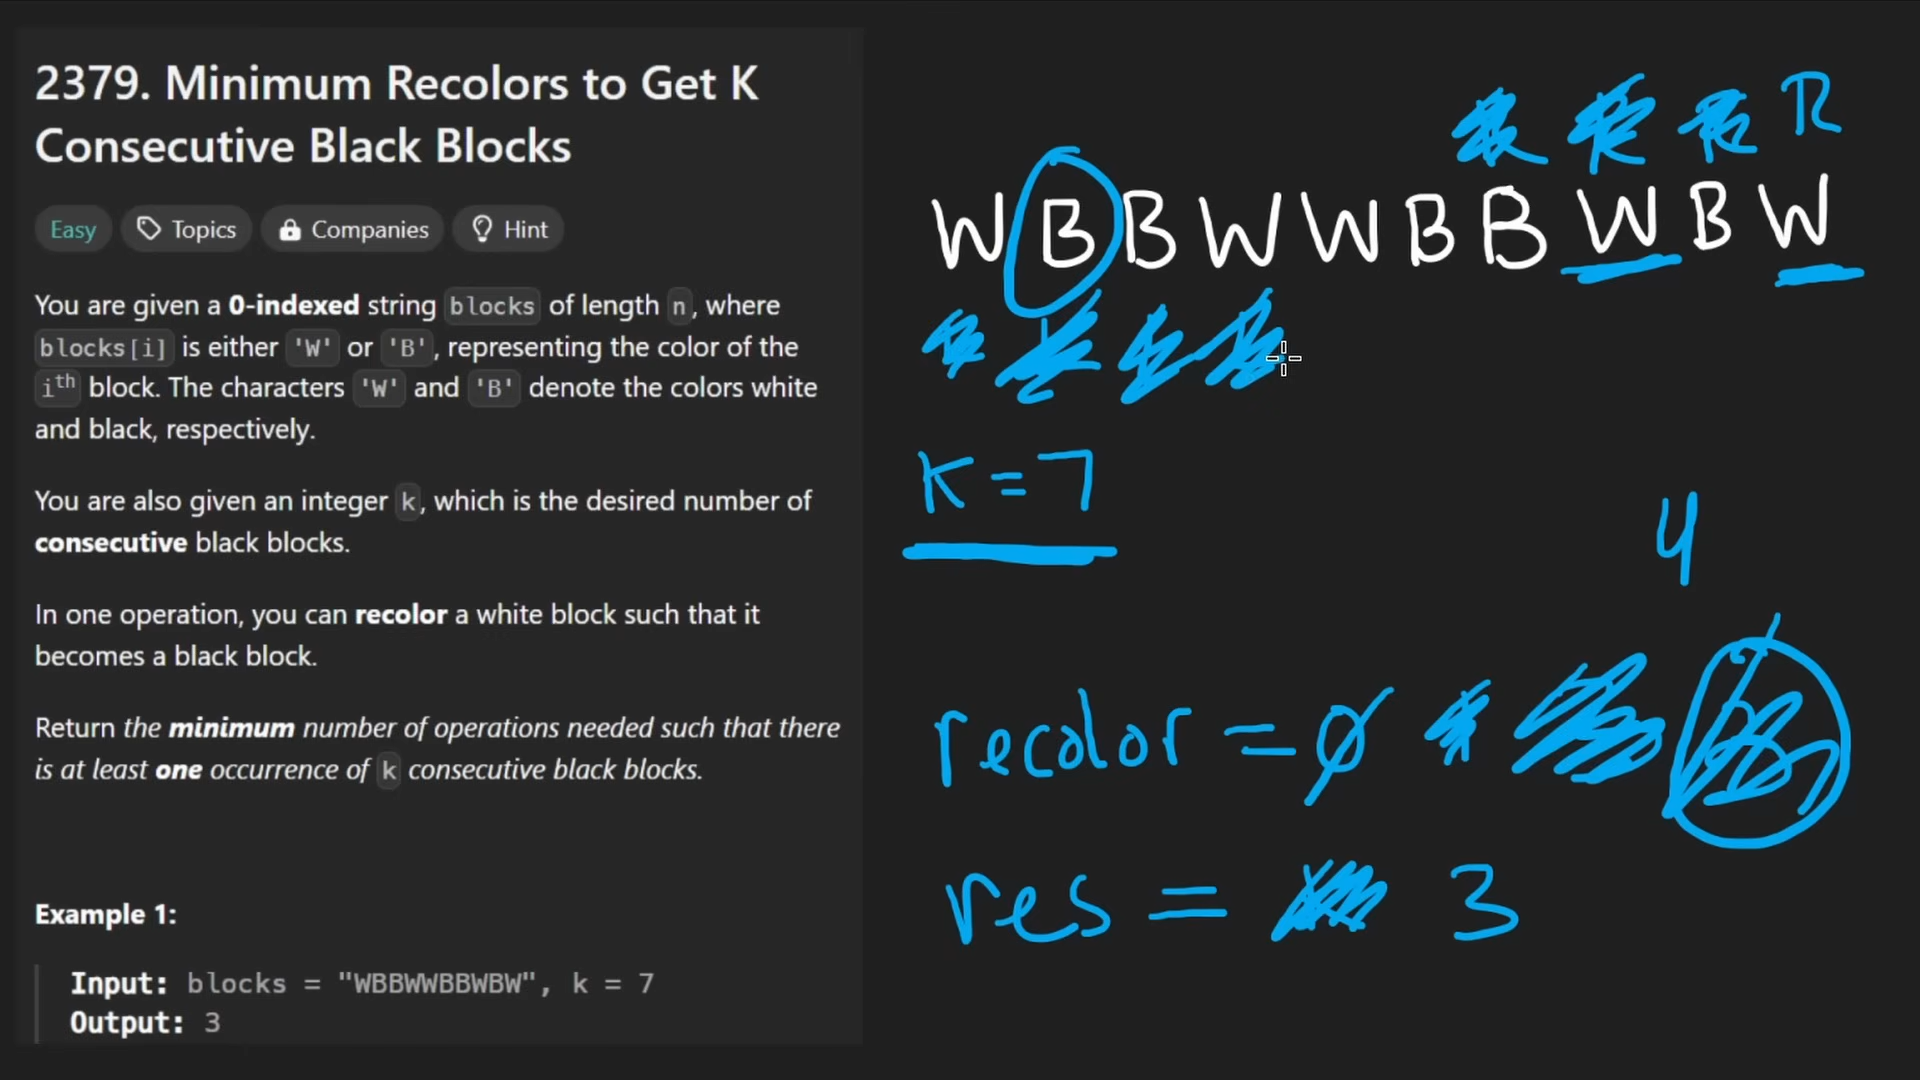 2379. Minimum Recolors to Get K
Consecutive Black Blocks
Easy Topics Companies Hint
You are given a 0-indexed string blocks of length n, where
blocks[i] is either 'W' or 'B', representing the color of the
ith block. The characters 'W' and 'B' denote the colors white
and black, respectively.
You are also given an integer k, which is the desired number of
consecutive black blocks.
In one operation, you can recolor a white block such that it
becomes a black block.
Return the minimum number of operations needed such that there
is at least one occurrence of k consecutive black blocks.
Example 1:
Input: blocks = "WBBWWBBWBW", k = 7
Output: 3
R
W B B W W B B W B W
K = 7
4
recolor = 0
res = 3